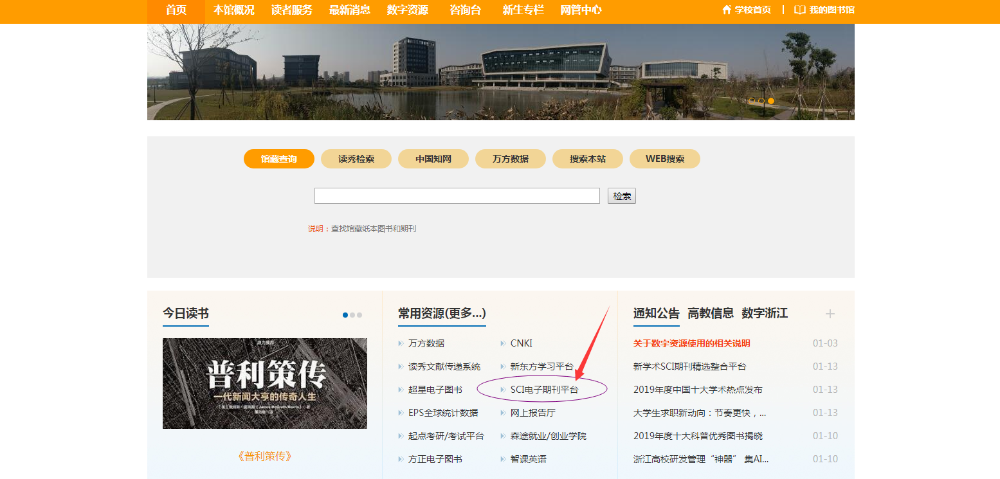 首页 本馆概况 读者服务 最新消息 数字资源 咨询台 新生专栏 网管中心 学校首页 | 我的图书馆
馆藏查询 读秀检索 中国知网 万方数据 搜索本站 WEB搜索
检索
说明：查找馆藏纸本图书和期刊
今日读书
普利策传
一代新闻大亨的传奇人生
《普利策传》
常用资源(更多...)
万方数据 CNKI
读秀文献传递系统 新东方学习平台
超星电子图书 SCI电子期刊平台
EPS全球统计数据 网上报告厅
起点考研/考试平台 森途就业/创业学院
方正电子图书 智课英语
通知公告 高教信息 数字浙江 +
关于数字资源使用的相关说明 01-03
新学术SCI期刊精选整合平台 01-13
2019年度中国十大学术热点发布 01-13
大学生求职新动向：节奏更快，... 01-13
2019年度十大科普优秀图书揭晓 01-10
浙江高校研发管理“神器” 集AI... 01-10